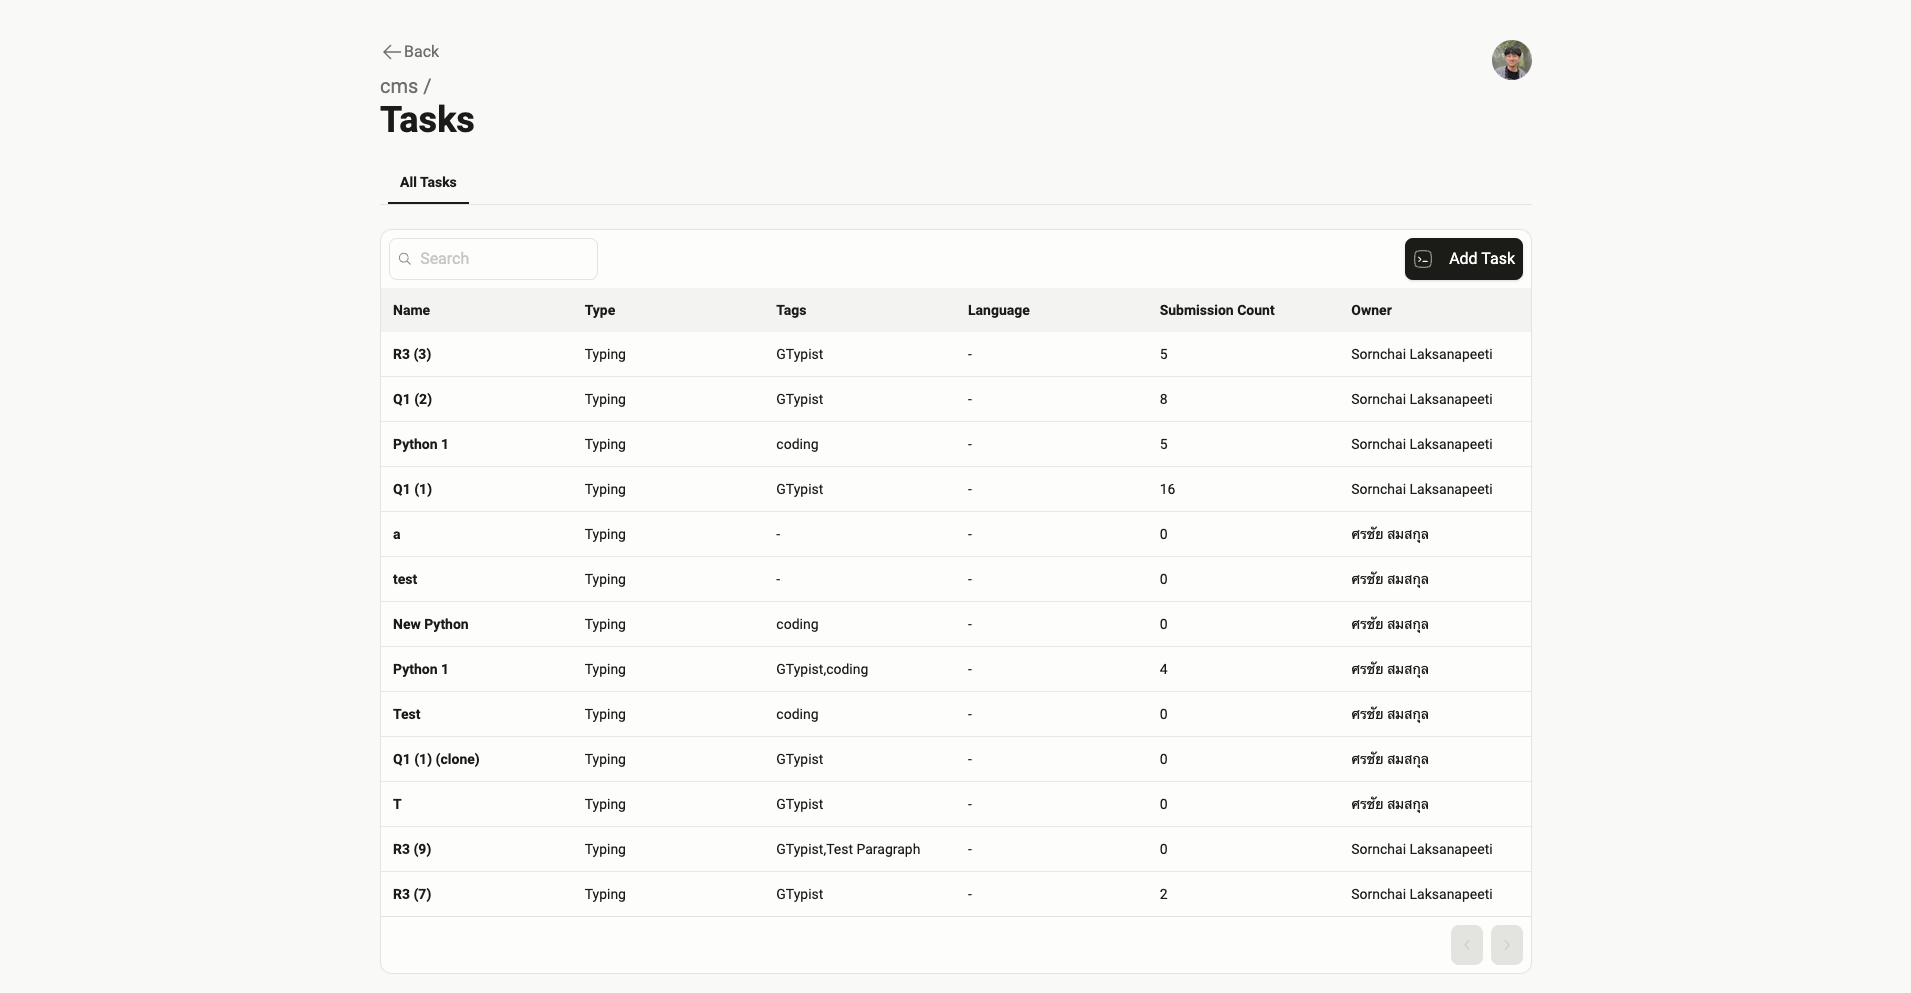 Back
cms /
Tasks
All Tasks
Search
Add Task
Name Type Tags Language Submission Count Owner
R3 (3) Typing GTypist - 5 Sornchai Laksanapeeti
Q1 (2) Typing GTypist - 8 Sornchai Laksanapeeti
Python 1 Typing coding - 5 Sornchai Laksanapeeti
Q1 (1) Typing GTypist - 16 Sornchai Laksanapeeti
a Typing - - 0 ศรชัย สมสกุล
test Typing - - 0 ศรชัย สมสกุล
New Python Typing coding - 0 ศรชัย สมสกุล
Python 1 Typing GTypist,coding - 4 ศรชัย สมสกุล
Test Typing coding - 0 ศรชัย สมสกุล
Q1 (1) (clone) Typing GTypist - 0 ศรชัย สมสกุล
T Typing GTypist - 0 ศรชัย สมสกุล
R3 (9) Typing GTypist,Test Paragraph - 0 Sornchai Laksanapeeti
R3 (7) Typing GTypist - 2 Sornchai Laksanapeeti